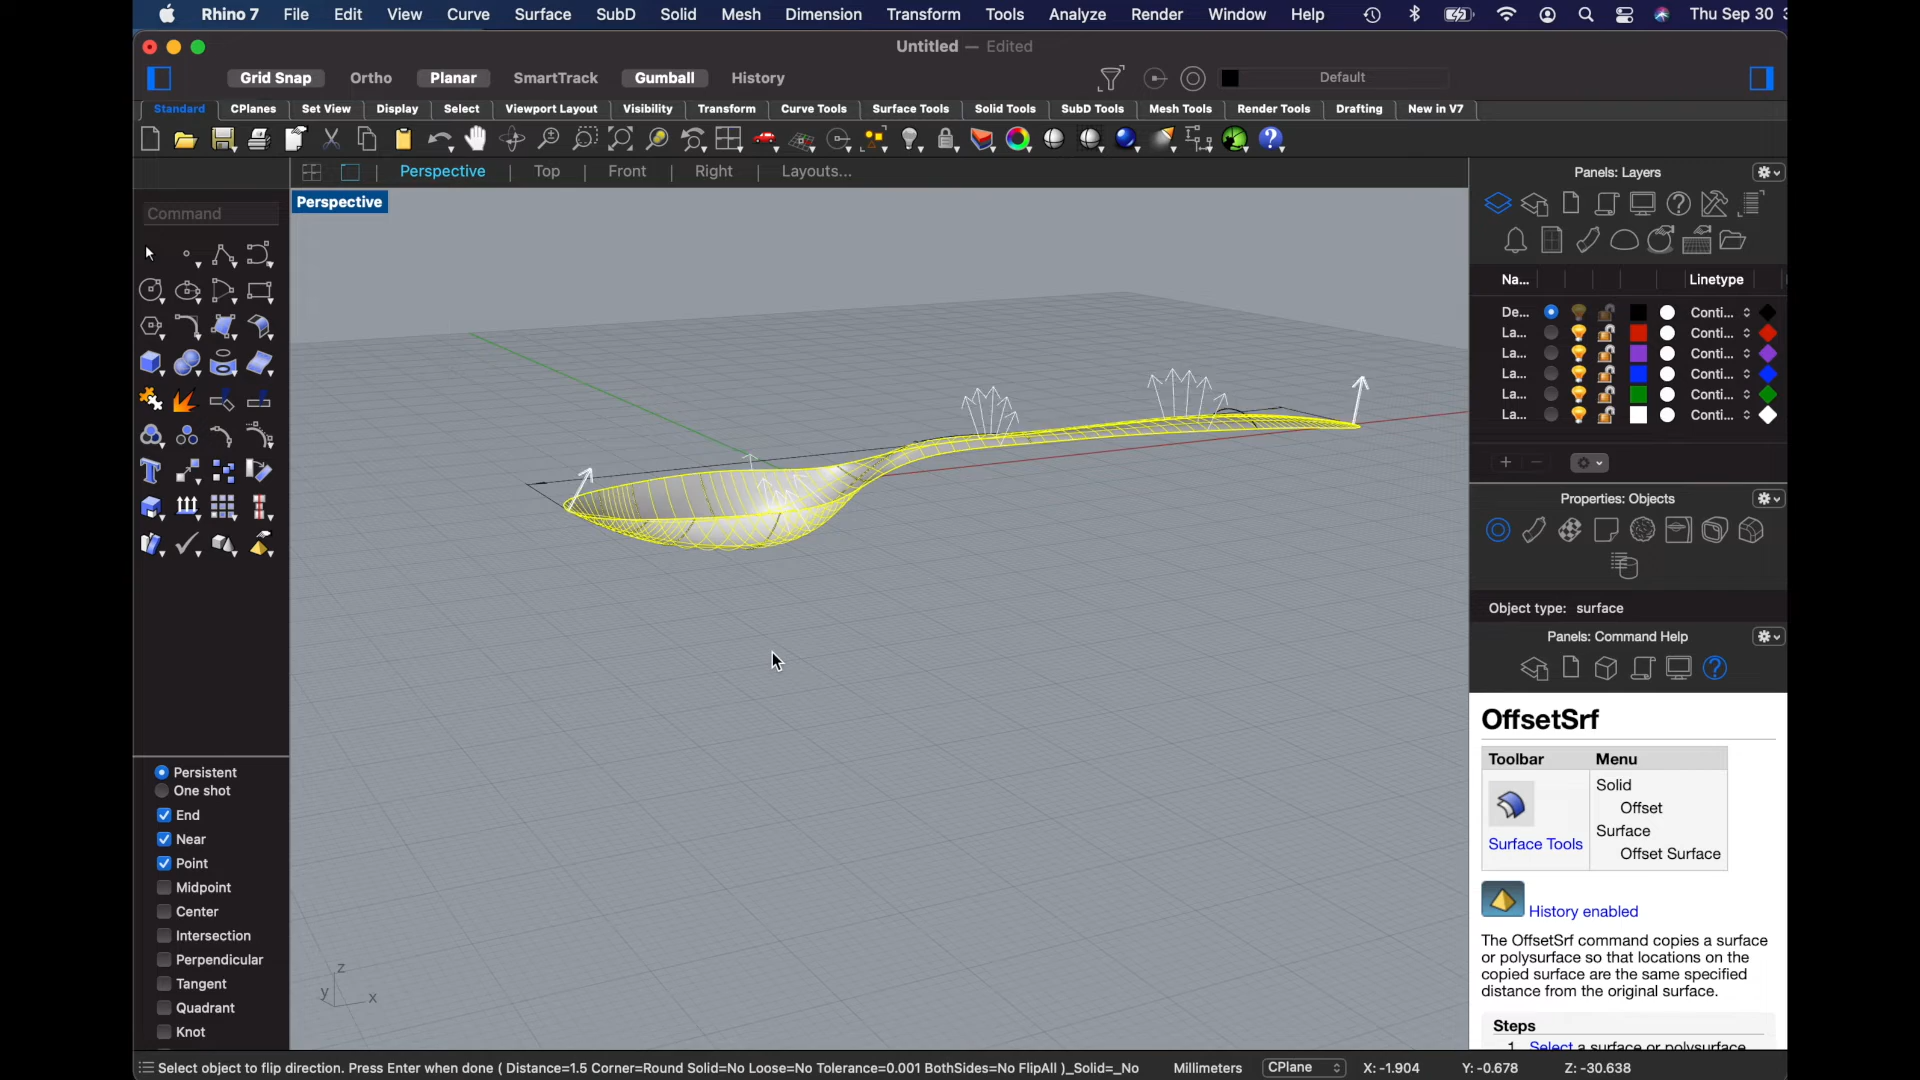 Rhino 7 File Edit View Curve Surface SubD Solid Mesh Dimension Transform Tools Analyze Render Window Help Thu Sep 30
Untitled — Edited
Grid Snap Ortho Planar SmartTrack Gumball History Default
Standard CPlanes Set View Display Select Viewport Layout Visibility Transform Curve Tools Surface Tools Solid Tools SubD Tools Mesh Tools Render Tools Drafting New in V7
Perspective Top Front Right Layouts...
Perspective
Command
z
y
x
Persistent
One shot
End
Near
Point
Midpoint
Center
Intersection
Perpendicular
Tangent
Quadrant
Knot
Panels: Layers
Na... Linetype
De... Conti...
La... Conti...
La... Conti...
La... Conti...
La... Conti...
La... Conti...
Properties: Objects
Object type: surface
Panels: Command Help
OffsetSrf
Toolbar Menu
Solid
Offset
Surface
Surface Tools
Offset Surface
History enabled
The OffsetSrf command copies a surface
or polysurface so that locations on the
copied surface are the same specified
distance from the original surface.
Steps
1. Select a surface or polysurface
Select object to flip direction. Press Enter when done ( Distance=1.5 Corner=Round Solid=No Loose=No Tolerance=0.001 BothSides=No FlipAll )_Solid=_No Millimeters CPlane X: -1.904 Y: -0.678 Z: -30.638